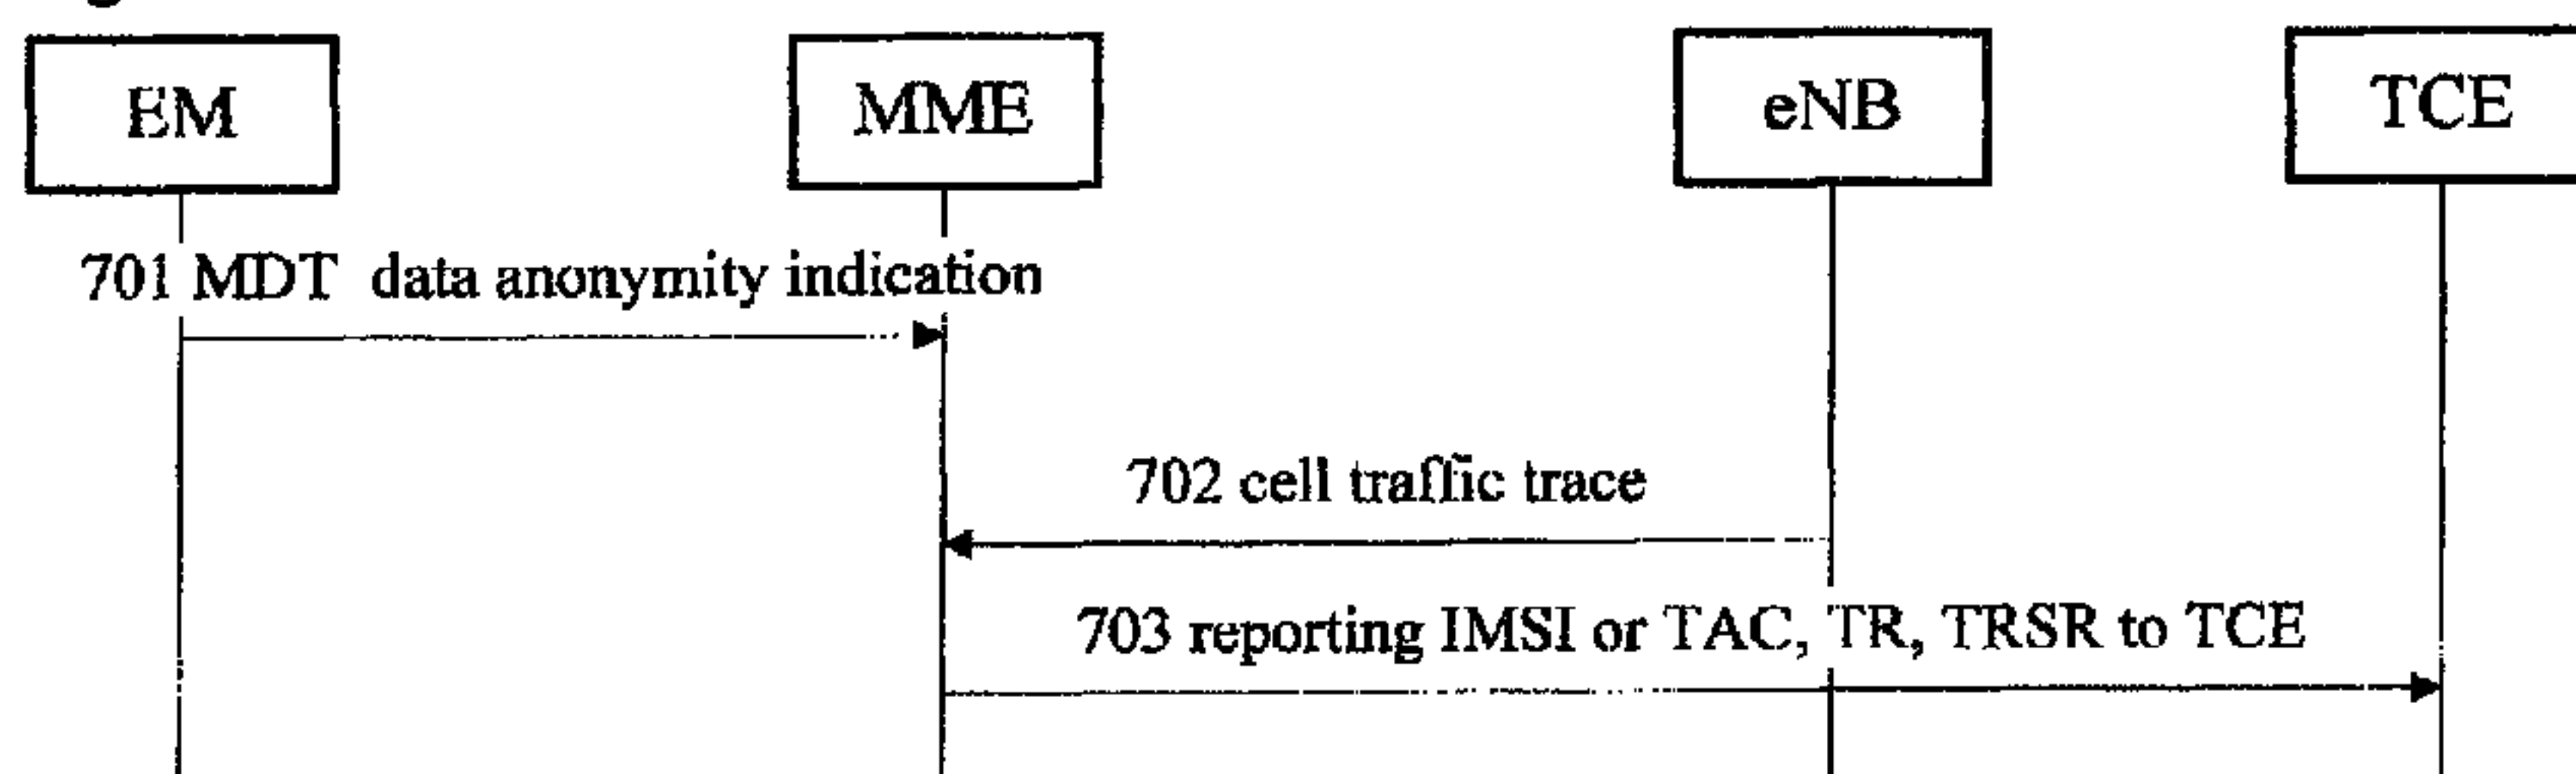 EM MME eNB TCE
701 MDT data anonymity indication
702 cell traffic trace
703 reporting IMSI or TAC, TR, TRSR to TCE